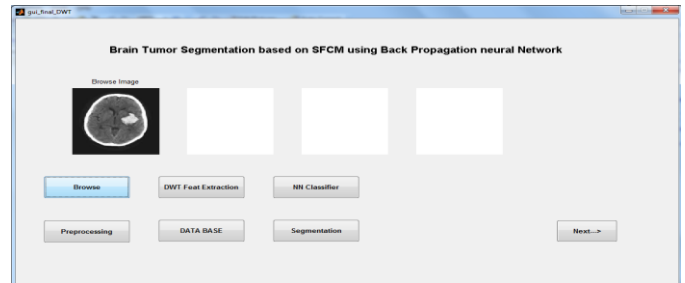 gui_final_DWT
Brain Tumor Segmentation based on SFCM using Back Propagation neural Network
Browse Image
Browse
DWT Feat Extraction
NN Classifier
Preprocessing
DATA BASE
Segmentation
Next...>